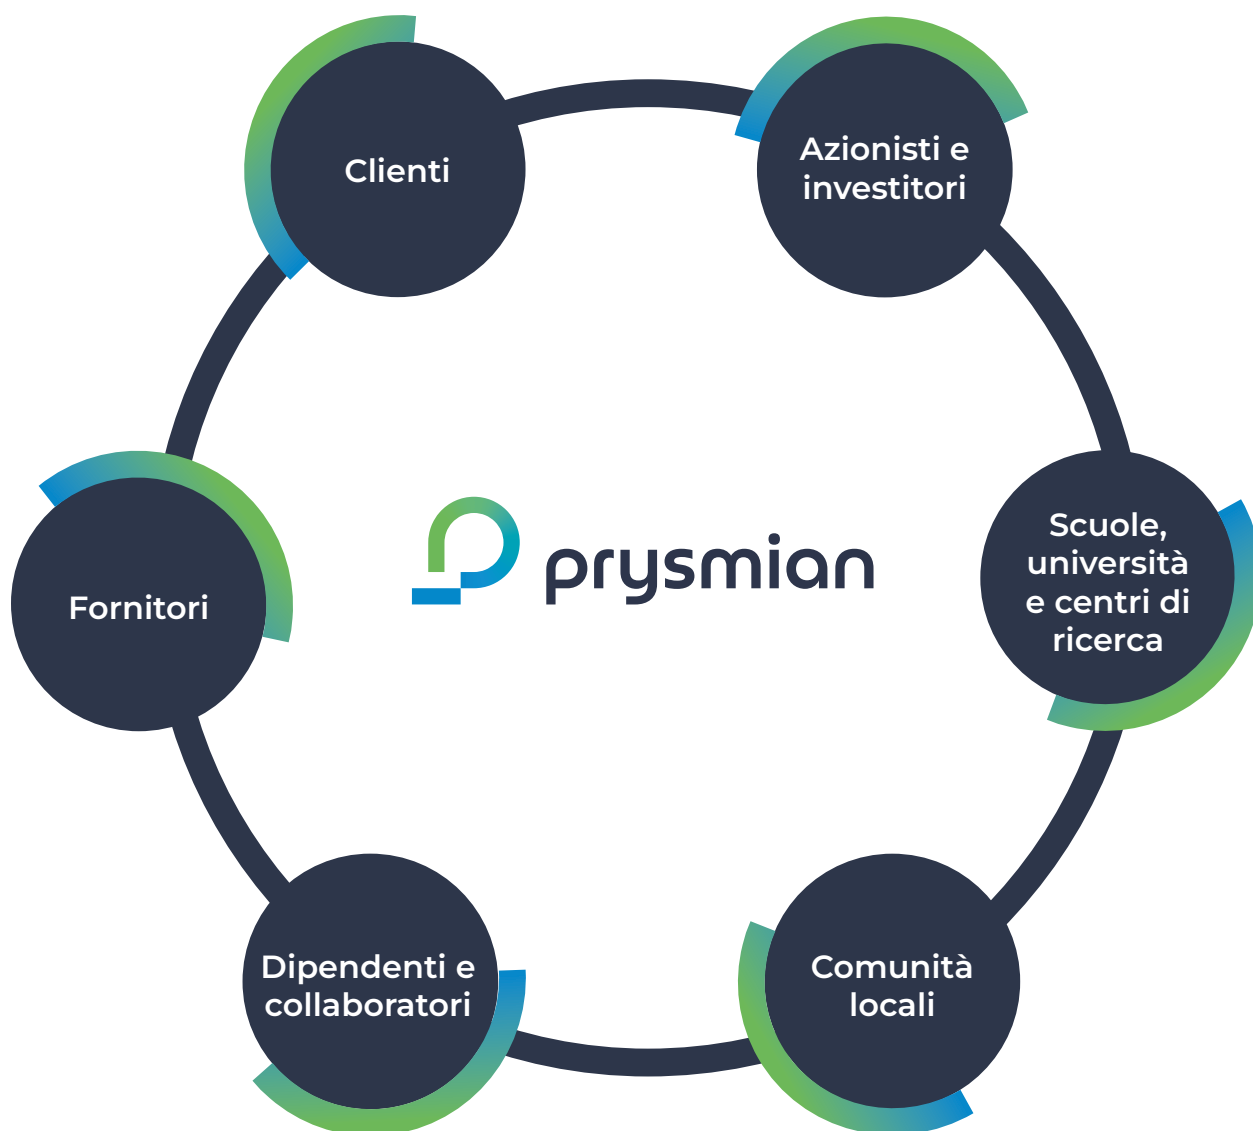 Clienti
Azionisti e
investitori
Scuole,
università
e centri di
ricerca
prysmian
Fornitori
Dipendenti e
collaboratori
Comunità
locali